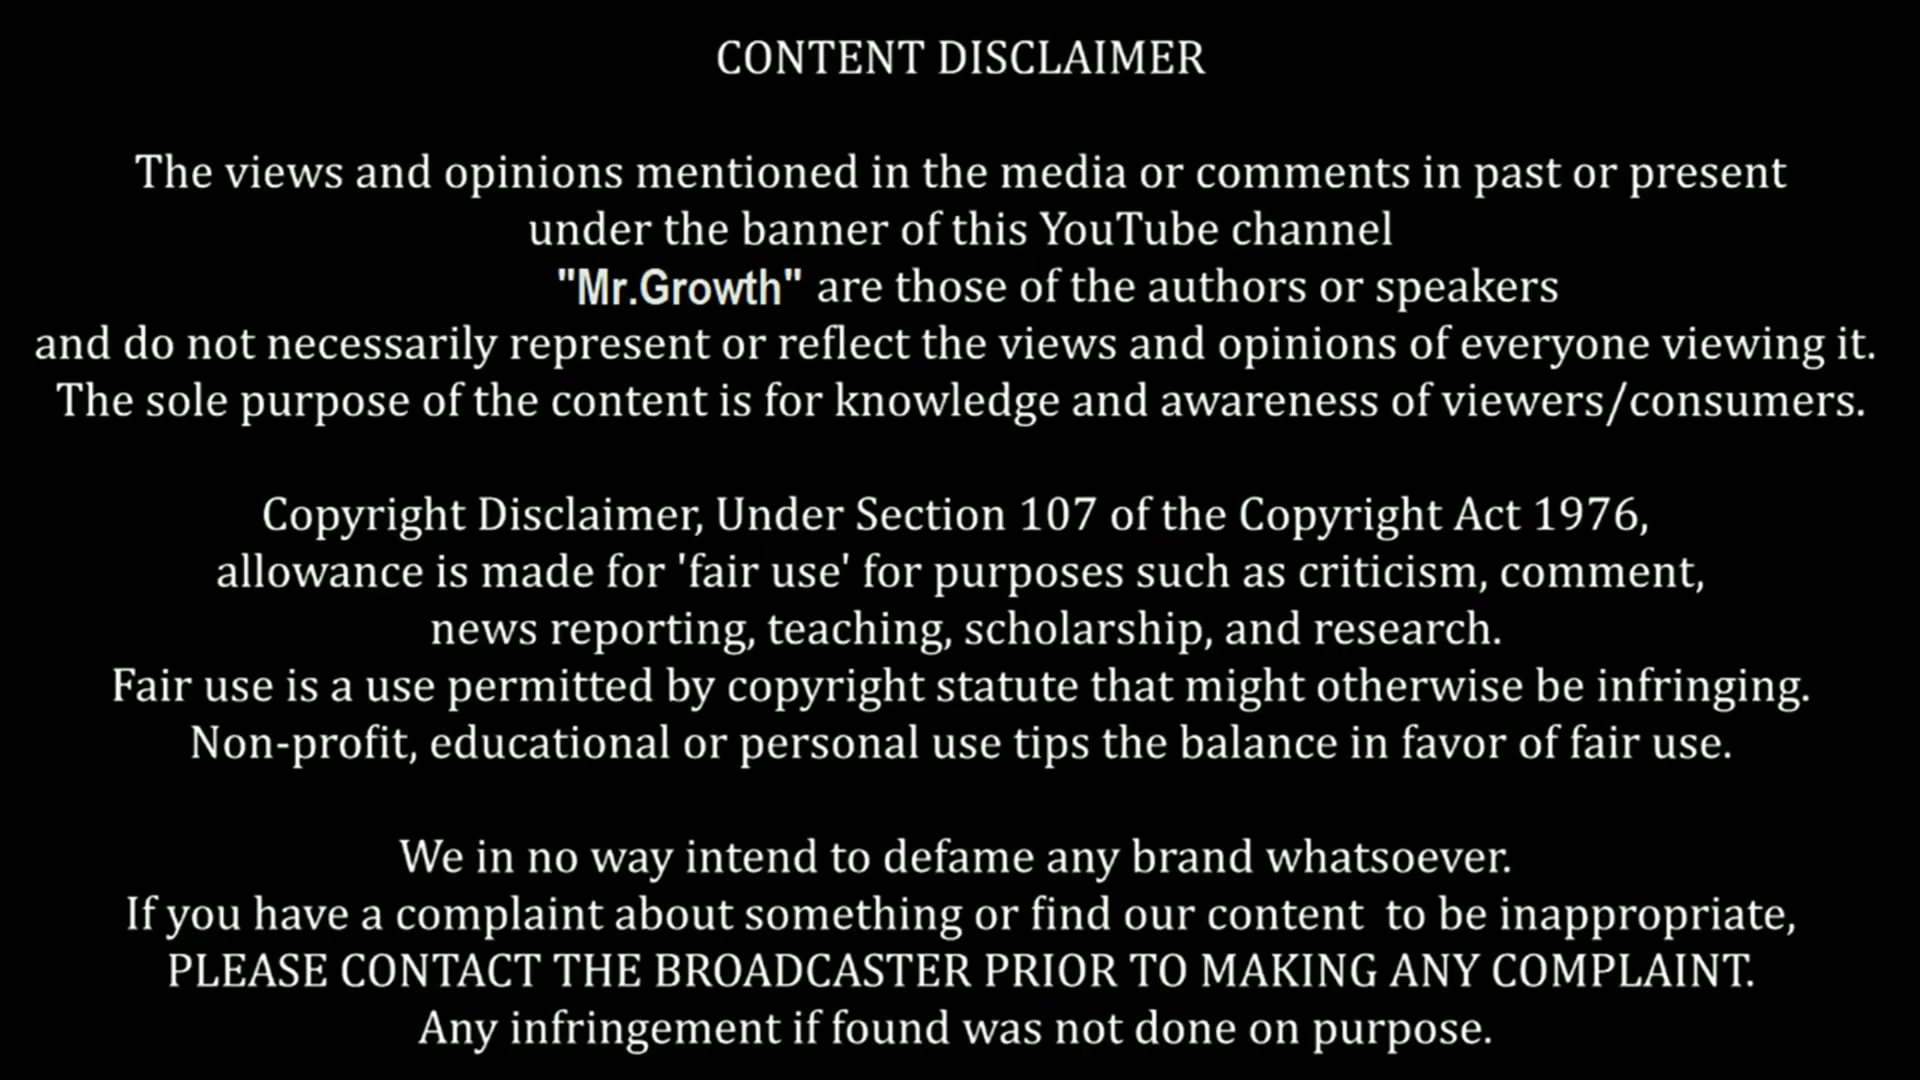 CONTENT DISCLAIMER
The views and opinions mentioned in the media or comments in past or present
under the banner of this YouTube channel
"Mr.Growth" are those of the authors or speakers
and do not necessarily represent or reflect the views and opinions of everyone viewing it.
The sole purpose of the content is for knowledge and awareness of viewers/consumers.
Copyright Disclaimer, Under Section 107 of the Copyright Act 1976,
allowance is made for 'fair use' for purposes such as criticism, comment,
news reporting, teaching, scholarship, and research.
Fair use is a use permitted by copyright statute that might otherwise be infringing.
Non-profit, educational or personal use tips the balance in favor of fair use.
We in no way intend to defame any brand whatsoever.
If you have a complaint about something or find our content  to be inappropriate,
PLEASE CONTACT THE BROADCASTER PRIOR TO MAKING ANY COMPLAINT.
Any infringement if found was not done on purpose.